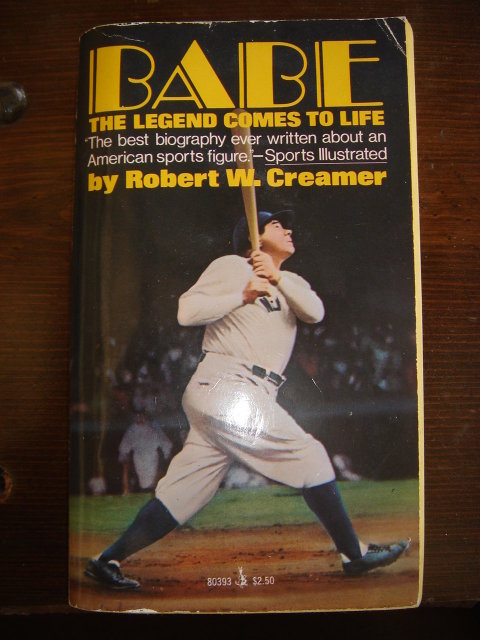 BABE
THE LEGEND COMES TO LIFE
"The best biography ever written about an
American sports figure."—Sports Illustrated
by Robert W. Creamer
80393 $2.50